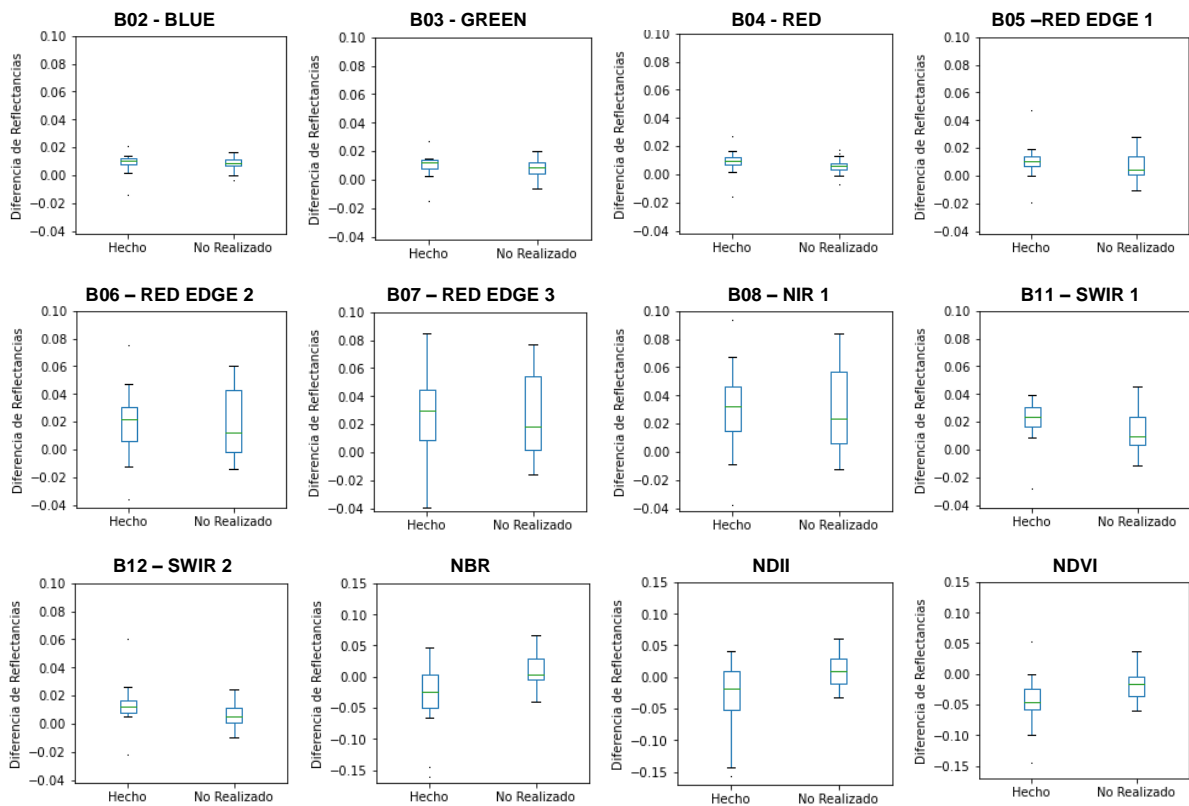 B02 - BLUE
Diferencia de Reflectancias
0.10
0.08
0.06
0.04
0.02
0.00
−0.02
−0.04
Hecho No Realizado
B03 - GREEN
Diferencia de Reflectancias
0.10
0.08
0.06
0.04
0.02
0.00
−0.02
−0.04
Hecho No Realizado
B04 - RED
Diferencia de Reflectancias
0.10
0.08
0.06
0.04
0.02
0.00
−0.02
−0.04
Hecho No Realizado
B05 –RED EDGE 1
Diferencia de Reflectancias
0.10
0.08
0.06
0.04
0.02
0.00
−0.02
−0.04
Hecho No Realizado
B06 – RED EDGE 2
Diferencia de Reflectancias
0.10
0.08
0.06
0.04
0.02
0.00
−0.02
−0.04
Hecho No Realizado
B07 – RED EDGE 3
Diferencia de Reflectancias
0.10
0.08
0.06
0.04
0.02
0.00
−0.02
−0.04
Hecho No Realizado
B08 – NIR 1
Diferencia de Reflectancias
0.10
0.08
0.06
0.04
0.02
0.00
−0.02
−0.04
Hecho No Realizado
B11 – SWIR 1
Diferencia de Reflectancias
0.10
0.08
0.06
0.04
0.02
0.00
−0.02
−0.04
Hecho No Realizado
B12 – SWIR 2
Diferencia de Reflectancias
0.10
0.08
0.06
0.04
0.02
0.00
−0.02
−0.04
Hecho No Realizado
NBR
Diferencia de Reflectancias
0.15
0.10
0.05
0.00
−0.05
−0.10
−0.15
Hecho No Realizado
NDII
Diferencia de Reflectancias
0.15
0.10
0.05
0.00
−0.05
−0.10
−0.15
Hecho No Realizado
NDVI
Diferencia de Reflectancias
0.15
0.10
0.05
0.00
−0.05
−0.10
−0.15
Hecho No Realizado